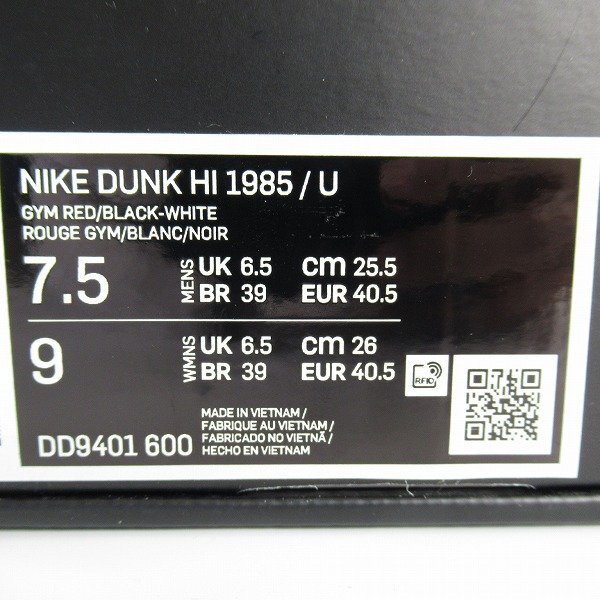 NIKE DUNK HI 1985 / U
GYM RED/BLACK-WHITE
ROUGE GYM/BLANC/NOIR
7.5 MENS UK 6.5 CM 25.5
BR 39 EUR 40.5
9 WMNS UK 6.5 CM 26
BR 39 EUR 40.5
RFID
DD9401 600
MADE IN VIETNAM /
FABRIQUE AU VIETNAM /
FABRICADO NO VIETNÃ /
HECHO EN VIETNAM